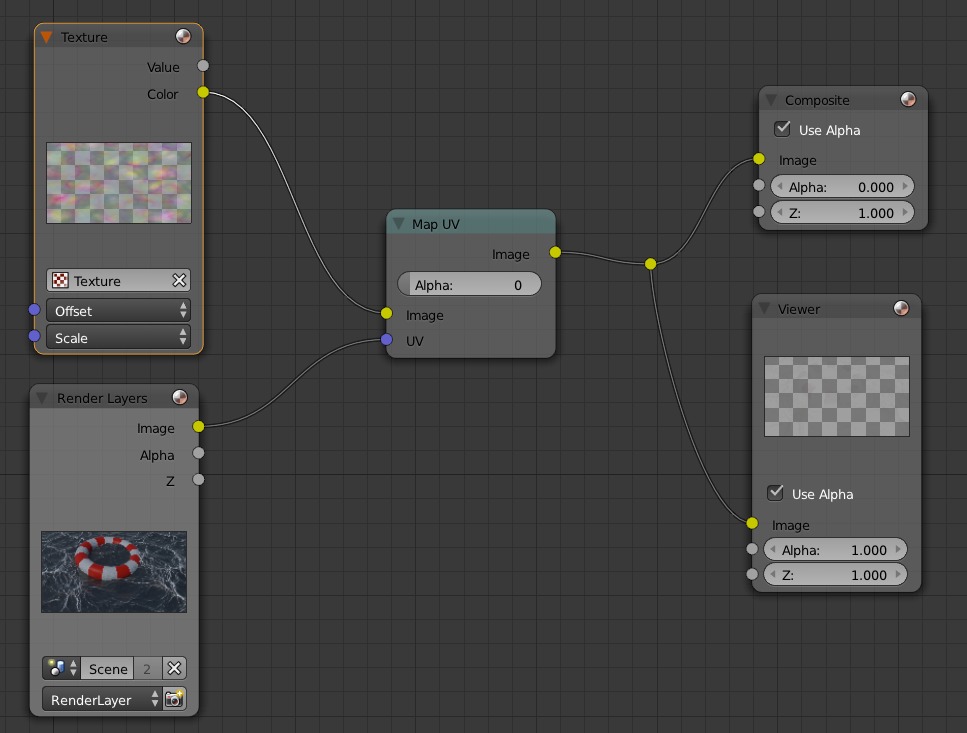 Texture
Value
Color
Texture
Offset
Scale
Render Layers
Image
Alpha
Z
Scene 2
RenderLayer
Map UV
Image
Alpha: 0
Image
UV
Composite
Use Alpha
Image
Alpha: 0.000
Z: 1.000
Viewer
Use Alpha
Image
Alpha: 1.000
Z: 1.000